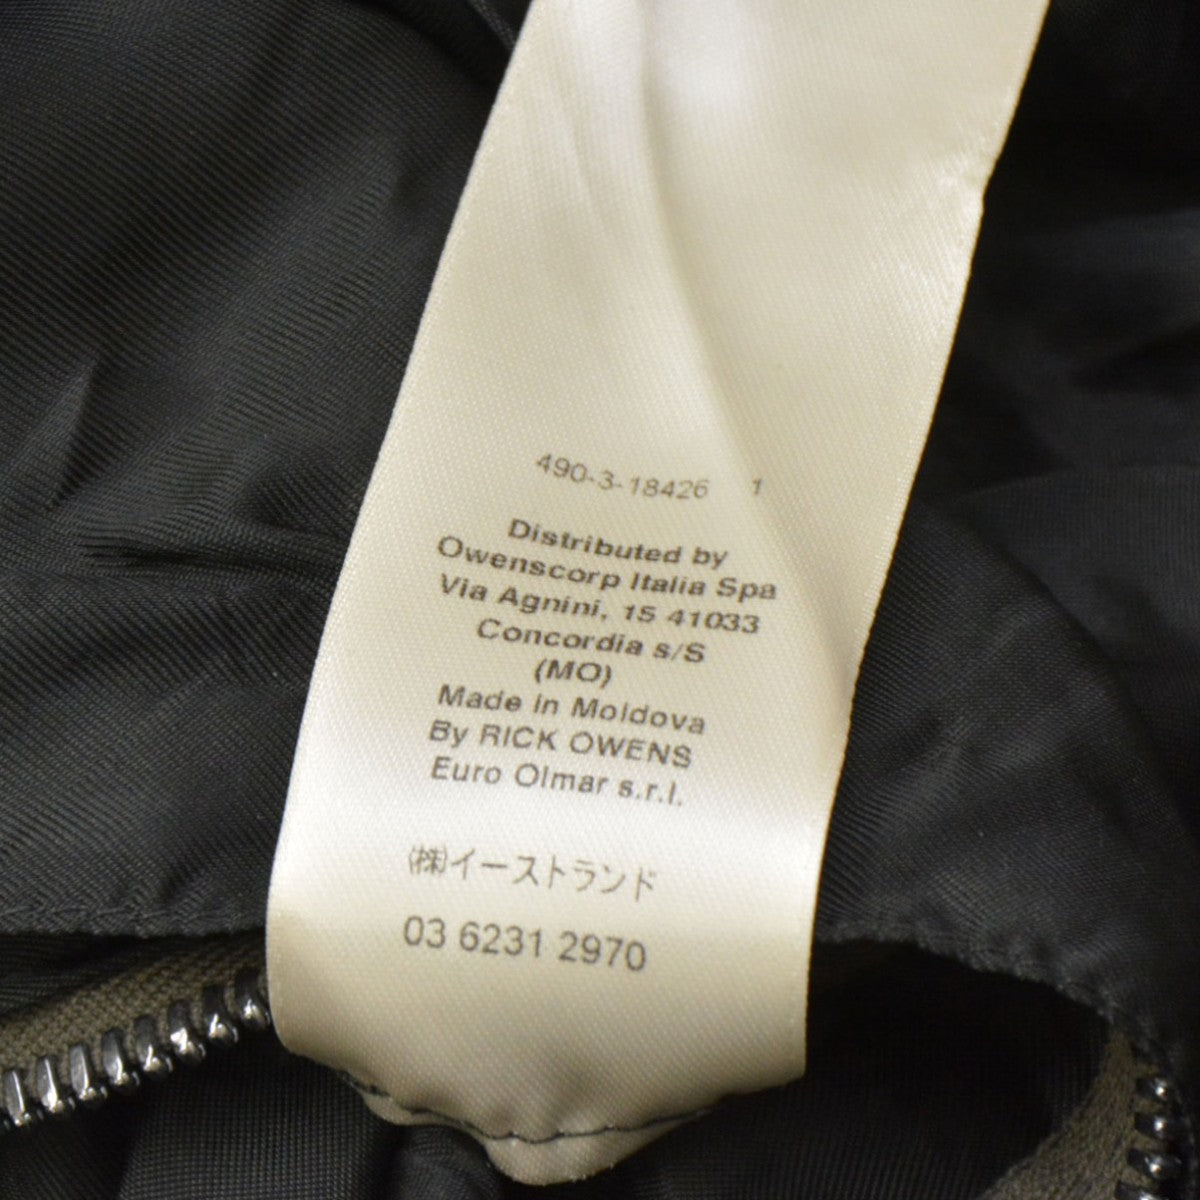 490-3-18426 1
Distributed by
Owenscorp Italia Spa
Via Agnini, 15 41033
Concordia s/S
(MO)
Made in Moldova
By RICK OWENS
Euro Olmar s.r.l.
㈱イーストランド
03 6231 2970